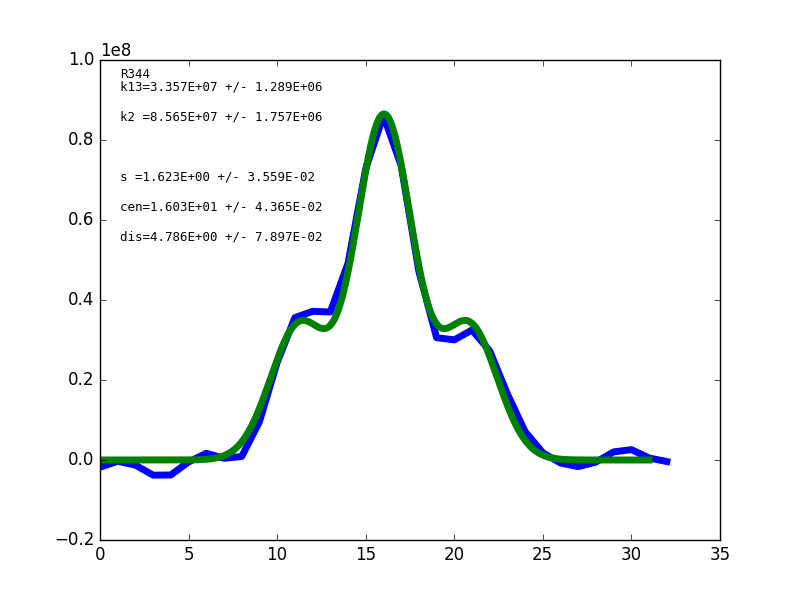 1e8
1.0
R344
k13=3.357E+07 +/- 1.289E+06
k2 =8.565E+07 +/- 1.757E+06
0.8
s =1.623E+00 +/- 3.559E-02
cen=1.603E+01 +/- 4.365E-02
0.6
dis=4.786E+00 +/- 7.897E-02
0.4
0.2
0.0
−0.2
0 5 10 15 20 25 30 35